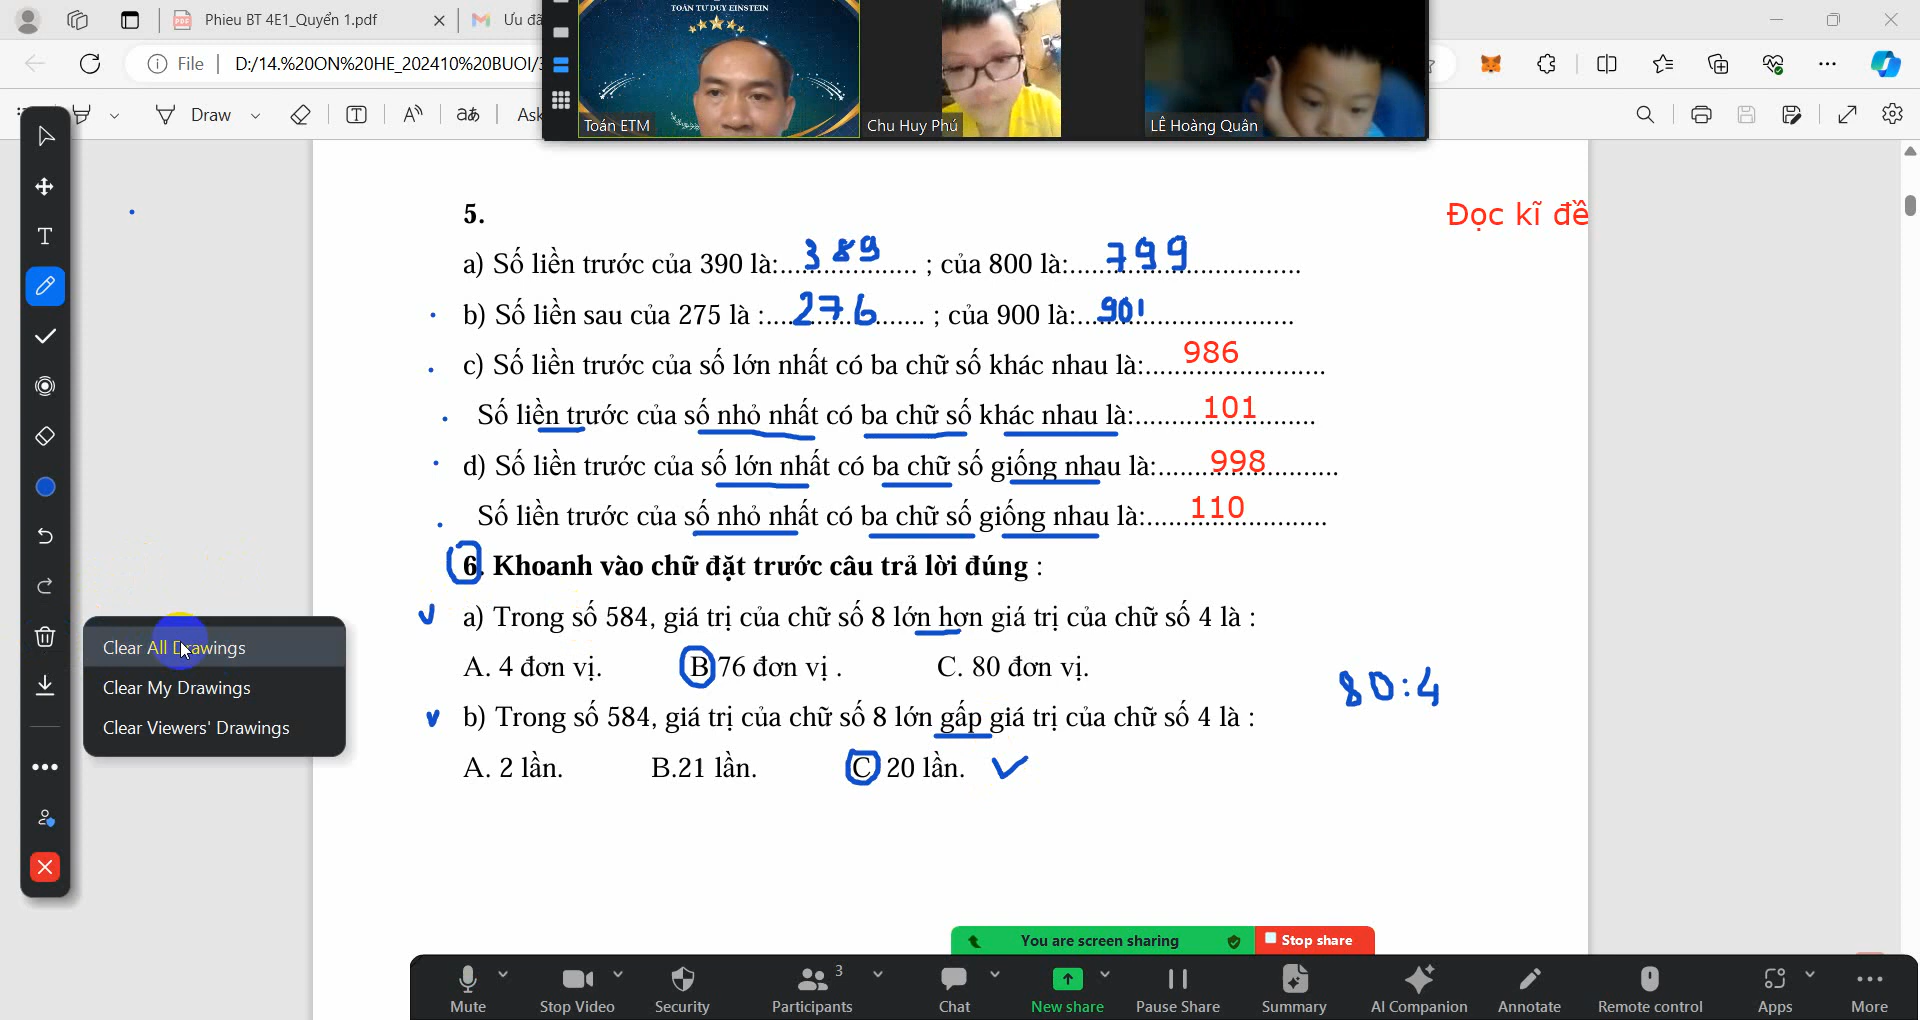 Phieu BT 4E1_Quyển 1.pdf
Ưu đã
File
D:/14.%20ON%20HE_202410%20BUOI/3
Draw
Ask
TOÁN TƯ DUY EINSTEIN
Toán ETM
Chu Huy Phú
LÊ Hoàng Quân
Đọc kĩ đề
5.
a) Số liền trước của 390 là:.....389............... ; của 800 là:......799......................
b) Số liền sau của 275 là :.....276............... ; của 900 là:....901......................
c) Số liền trước của số lớn nhất có ba chữ số khác nhau là:.....986..................
Số liền trước của số nhỏ nhất có ba chữ số khác nhau là:.........101...............
d) Số liền trước của số lớn nhất có ba chữ số giống nhau là:......998...............
Số liền trước của số nhỏ nhất có ba chữ số giống nhau là:......110...............
6. Khoanh vào chữ đặt trước câu trả lời đúng :
a) Trong số 584, giá trị của chữ số 8 lớn hơn giá trị của chữ số 4 là :
A. 4 đơn vị. B 76 đơn vị . C. 80 đơn vị.
80:4
b) Trong số 584, giá trị của chữ số 8 lớn gấp giá trị của chữ số 4 là :
A. 2 lần. B.21 lần. C 20 lần.
Clear All Drawings
Clear My Drawings
Clear Viewers' Drawings
You are screen sharing
Stop share
3
Mute Stop Video Security Participants Chat New share Pause Share Summary AI Companion Annotate Remote control Apps More